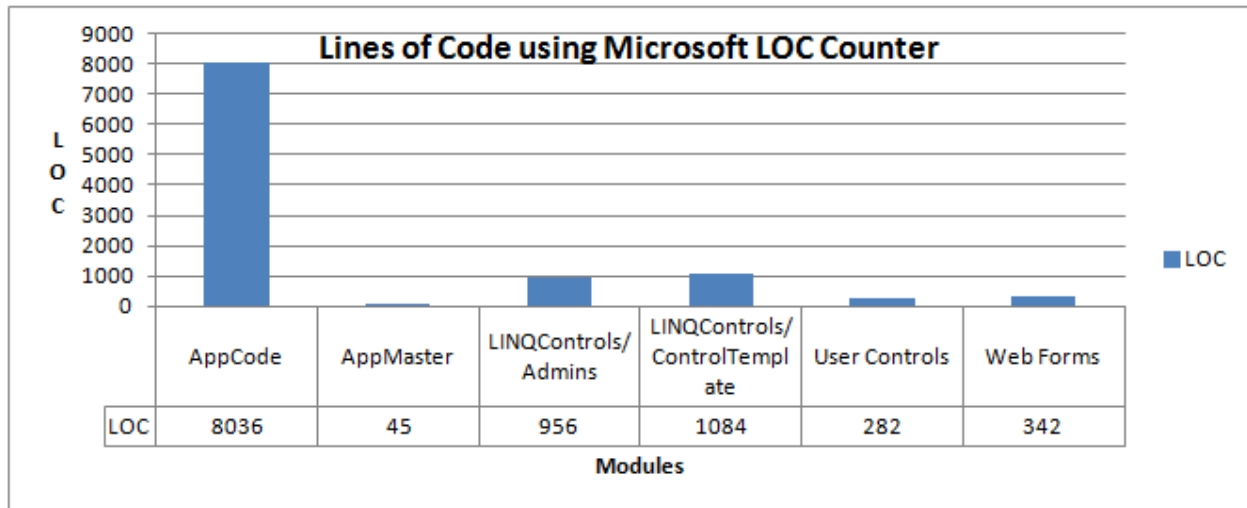 Lines of Code using Microsoft LOC Counter
9000
8000
7000
6000
5000
4000
3000
2000
1000
0
L
O
C
LOC
AppCode
AppMaster
LINQControls/
Admins
LINQControls/
ControlTempl
ate
User Controls
Web Forms
LOC 8036 45 956 1084 282 342
Modules